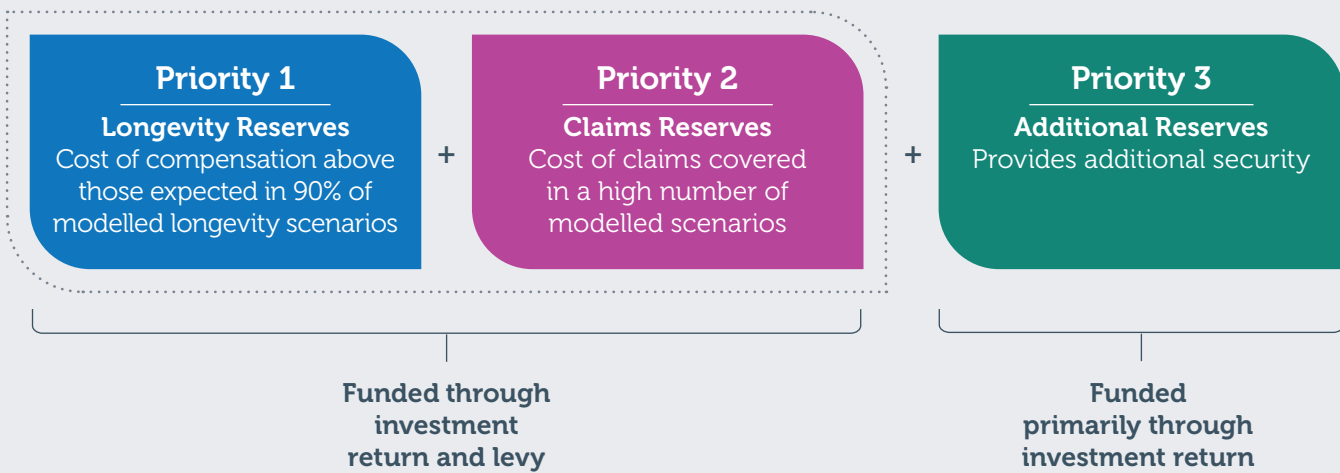 Priority 1
Longevity Reserves
Cost of compensation above
those expected in 90% of
modelled longevity scenarios
+
Priority 2
Claims Reserves
Cost of claims covered
in a high number of
modelled scenarios
+
Priority 3
Additional Reserves
Provides additional security
Funded through
investment
return and levy
Funded
primarily through
investment return